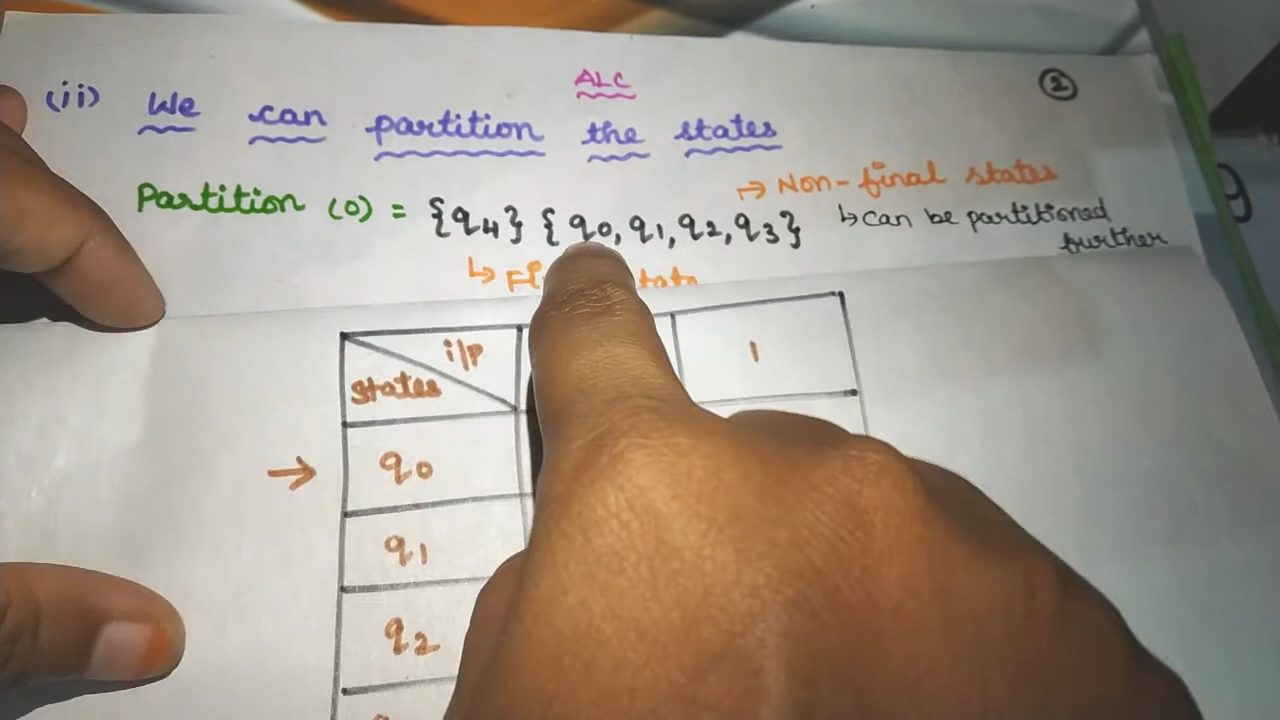 ALC
2
(ii) We can partition the states
↳ Non-final states
Partition (0) = {q4} {q0, q1, q2, q3} ↳ can be partitioned
further
i/p
1
states
→ q0
q1
q2
9